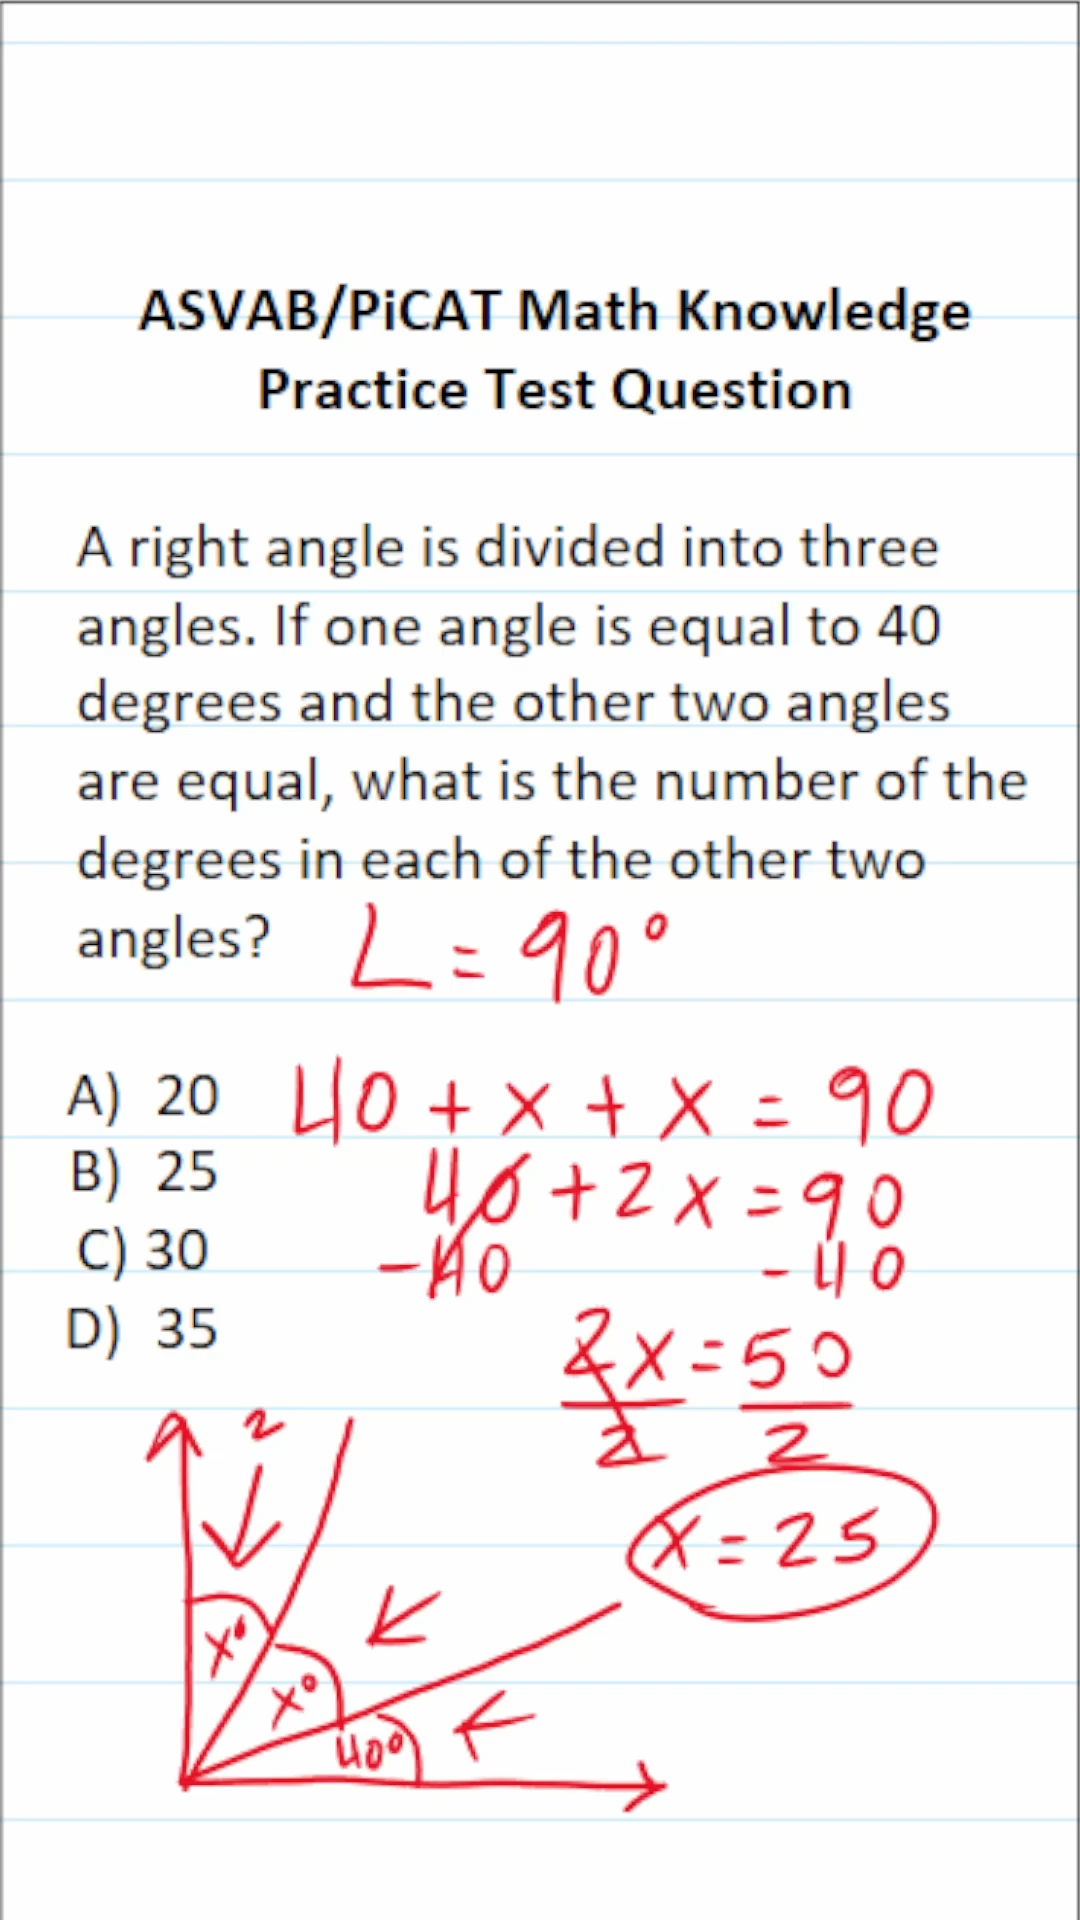 ASVAB/PiCAT Math Knowledge
Practice Test Question
A right angle is divided into three
angles. If one angle is equal to 40
degrees and the other two angles
are equal, what is the number of the
degrees in each of the other two
angles?
L = 90°
A) 20
B) 25
C) 30
D) 35
40 + x + x = 90
40 + 2x = 90
-40 -40
2x = 50
2 2
x = 25
2
x°
x°
40°